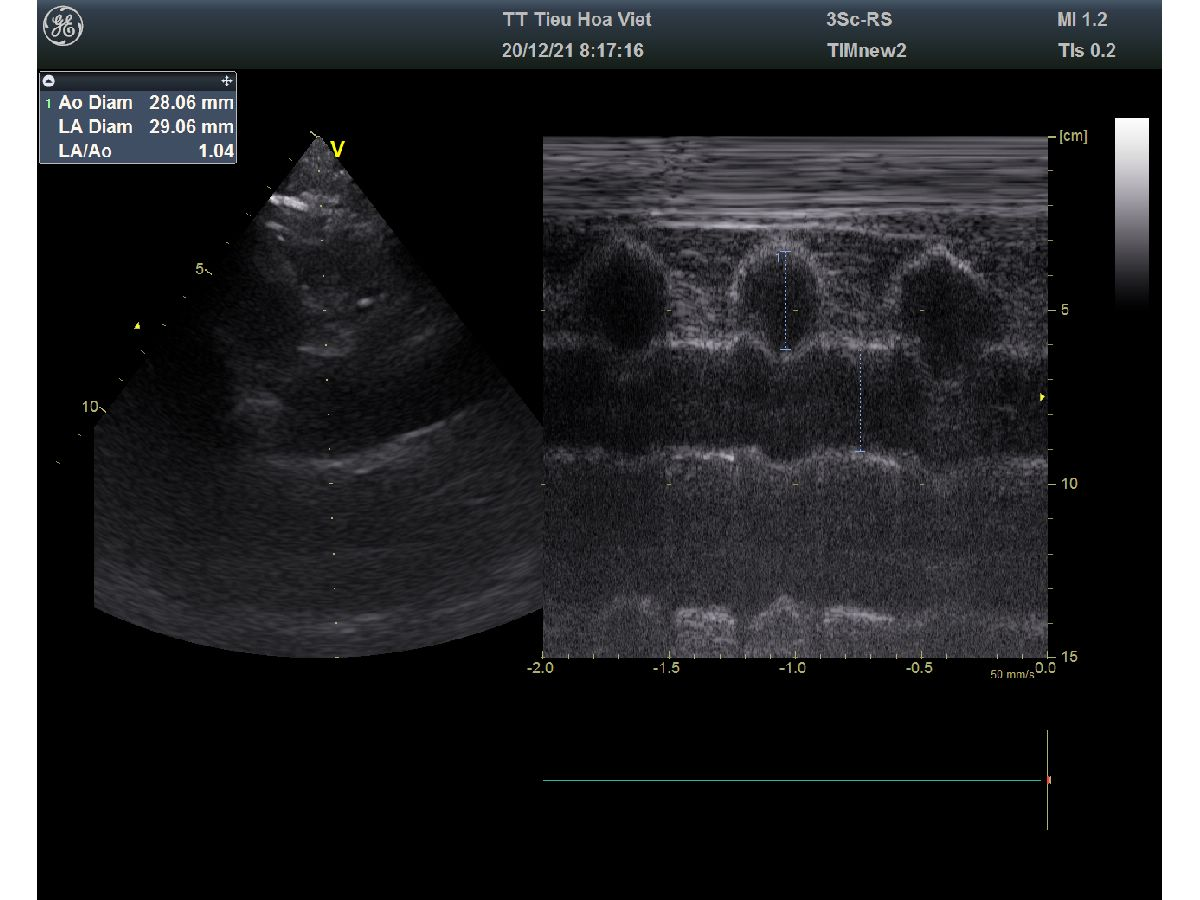 TT Tieu Hoa Viet 3Sc-RS MI 1.2
20/12/21 8:17:16 TIMnew2 TIs 0.2
1 Ao Diam 28.06 mm
LA Diam 29.06 mm
LA/Ao 1.04
V
[cm]
5
10
5
10
15
-2.0 -1.5 -1.0 -0.5 0.0
50 mm/s
1